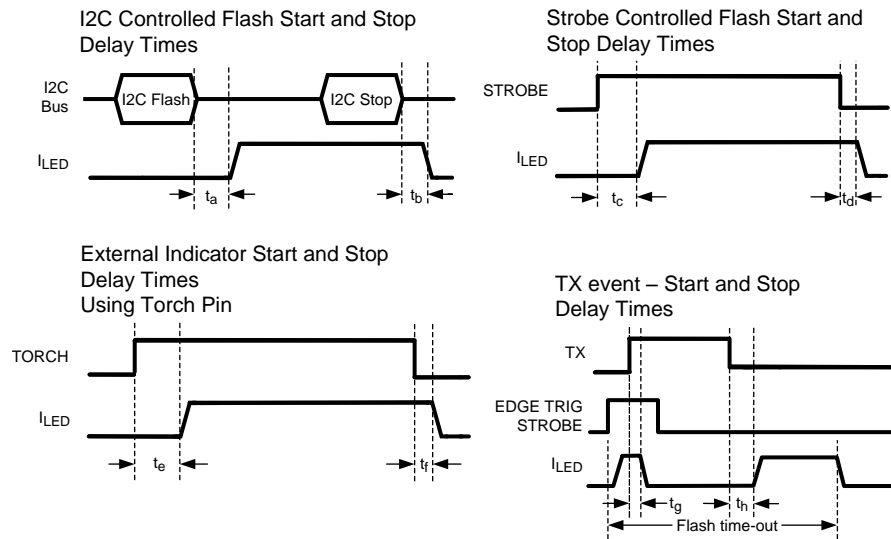 I2C Controlled Flash Start and Stop
Delay Times
I2C
Bus
I2C Flash
I2C Stop
ILED
ta
tb
Strobe Controlled Flash Start and
Stop Delay Times
STROBE
ILED
tc
td
External Indicator Start and Stop
Delay Times
Using Torch Pin
TORCH
ILED
te
tf
TX event – Start and Stop
Delay Times
TX
EDGE TRIG
STROBE
ILED
tg
th
Flash time-out